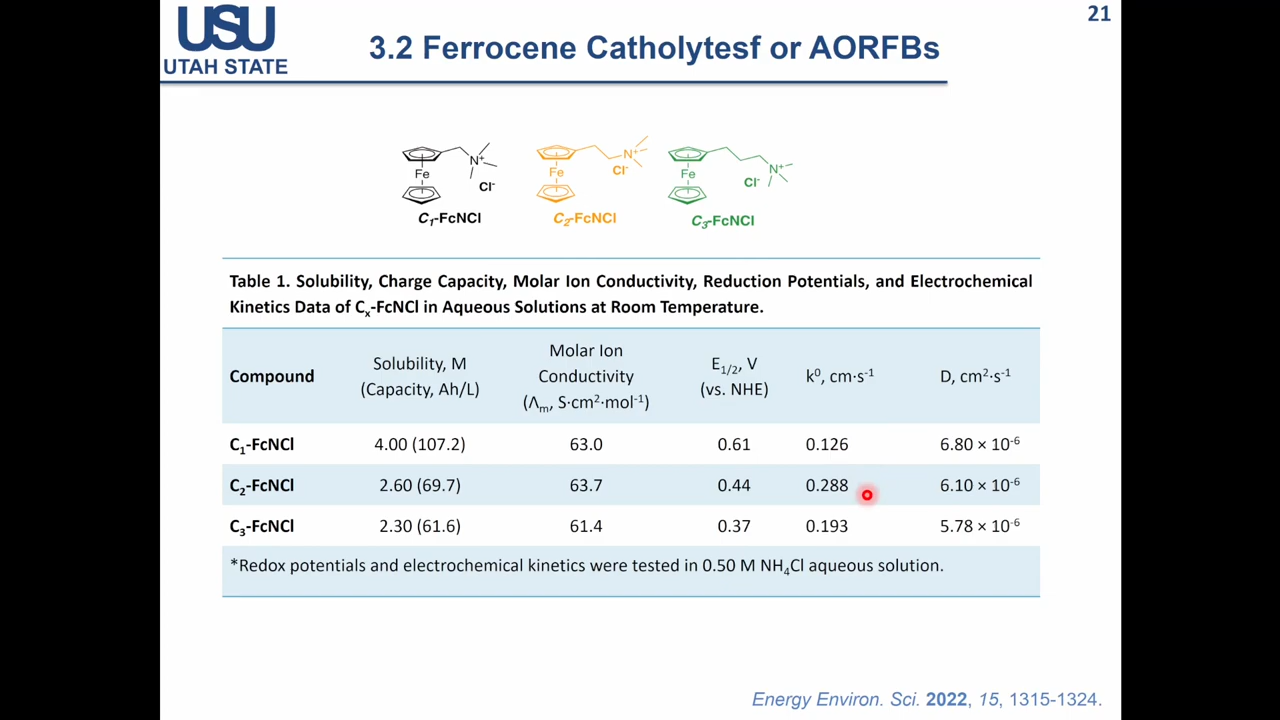 21
USU
UTAH STATE
3.2 Ferrocene Catholytesf or AORFBs
Fe
N+
Cl-
C1-FcNCl
Fe
N+
Cl-
C2-FcNCl
Fe
N+
Cl-
C3-FcNCl
Table 1. Solubility, Charge Capacity, Molar Ion Conductivity, Reduction Potentials, and Electrochemical
Kinetics Data of Cx-FcNCl in Aqueous Solutions at Room Temperature.
Compound Solubility, M (Capacity, Ah/L) Molar Ion Conductivity (Λm, S·cm²·mol⁻¹) E1/2, V (vs. NHE) k⁰, cm·s⁻¹ D, cm²·s⁻¹
C1-FcNCl 4.00 (107.2) 63.0 0.61 0.126 6.80 × 10⁻⁶
C2-FcNCl 2.60 (69.7) 63.7 0.44 0.288 6.10 × 10⁻⁶
C3-FcNCl 2.30 (61.6) 61.4 0.37 0.193 5.78 × 10⁻⁶
*Redox potentials and electrochemical kinetics were tested in 0.50 M NH4Cl aqueous solution.
Energy Environ. Sci. 2022, 15, 1315-1324.